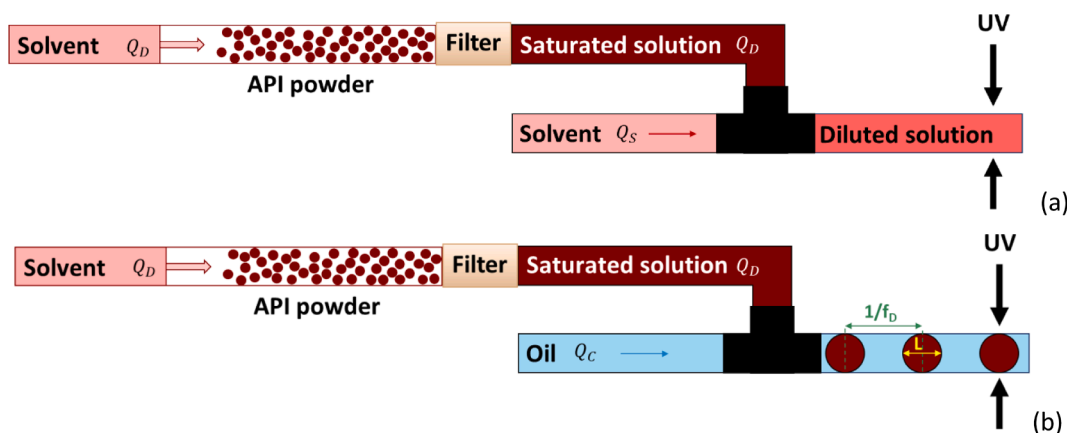 Solvent Q_D
API powder
Filter
Saturated solution Q_D
UV
Solvent Q_S
Diluted solution
(a)
Solvent Q_D
API powder
Filter
Saturated solution Q_D
UV
1/f_D
Oil Q_C
L
(b)